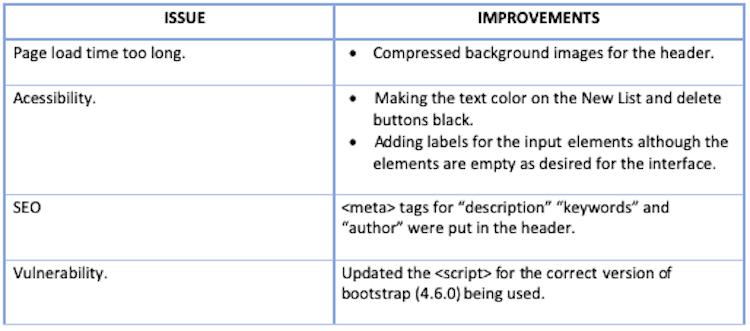 ISSUE
IMPROVEMENTS
Page load time too long.
• Compressed background images for the header.
Acessibility.
• Making the text color on the New List and delete
buttons black.
• Adding labels for the input elements although the
elements are empty as desired for the interface.
SEO
<meta> tags for “description” “keywords” and
“author” were put in the header.
Vulnerability.
Updated the <script> for the correct version of
bootstrap (4.6.0) being used.